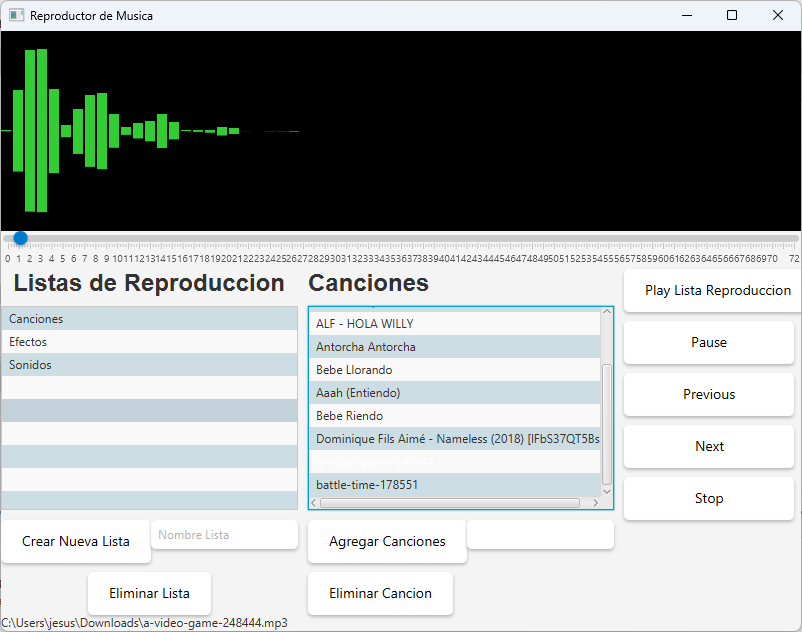 Reproductor de Musica
0 1 2 3 4 5 6 7 8 9 10 11 12 13 14 15 16 17 18 19 20 21 22 23 24 25 26 27 28 29 30 31 32 33 34 35 36 37 38 39 40 41 42 43 44 45 46 47 48 49 50 51 52 53 54 55 56 57 58 59 60 61 62 63 64 65 66 67 68 69 70 72
Listas de Reproduccion
Canciones
Play Lista Reproduccion
Canciones
Efectos
Sonidos
ALF - HOLA WILLY
Antorcha Antorcha
Bebe Llorando
Aaah (Entiendo)
Bebe Riendo
Dominique Fils Aimé - Nameless (2018) [IFbS37QT5Bs
battle-time-178551
Pause
Previous
Next
Stop
Crear Nueva Lista
Nombre Lista
Agregar Canciones
Eliminar Lista
Eliminar Cancion
C:\Users\jesus\Downloads\a-video-game-248444.mp3